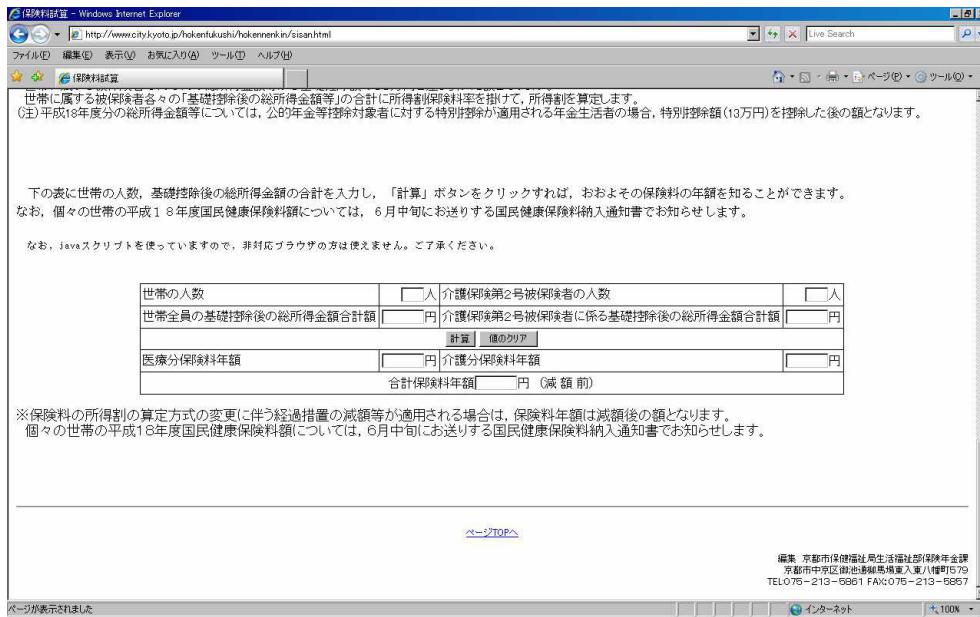 保険料試算 - Windows Internet Explorer
http://www.city.kyoto.jp/hokenfukushi/hokennenkin/sisan.html
Live Search
ファイル(F) 編集(E) 表示(V) お気に入り(A) ツール(T) ヘルプ(H)
保険料試算
ページ(P) ツール(O)
世帯に属する被保険者各々の「基礎控除後の総所得金額等」の合計に所得割保険料率を掛けて，所得割を算定します。
(注)平成18年度分の総所得金額等については，公的年金等控除対象者に対する特別控除が適用される年金生活者の場合，特別控除額(13万円)を控除した後の額となります。
下の表に世帯の人数，基礎控除後の総所得金額の合計を入力し，「計算」ボタンをクリックすれば，おおよその保険料の年額を知ることができます。
なお，個々の世帯の平成１８年度国民健康保険料額については，６月中旬にお送りする国民健康保険料納入通知書でお知らせします。
なお，javaスクリプトを使っていますので，非対応ブラウザの方は使えません。ご了承ください。
世帯の人数 人 介護保険第2号被保険者の人数 人
世帯全員の基礎控除後の総所得金額合計額 円 介護保険第2号被保険者に係る基礎控除後の総所得金額合計額 円
計算 値のクリア
医療分保険料年額 円 介護分保険料年額 円
合計保険料年額 円 (減額前)
※保険料の所得割の算定方式の変更に伴う経過措置の減額等が適用される場合は，保険料年額は減額後の額となります。
個々の世帯の平成18年度国民健康保険料額については，6月中旬にお送りする国民健康保険料納入通知書でお知らせします。
ページTOPへ
編集 京都市保健福祉局生活福祉部保険年金課
京都市中京区御池通柳馬場東入東八幡町579
TEL:075-213-5861 FAX:075-213-5857
ページが表示されました インターネット 100%